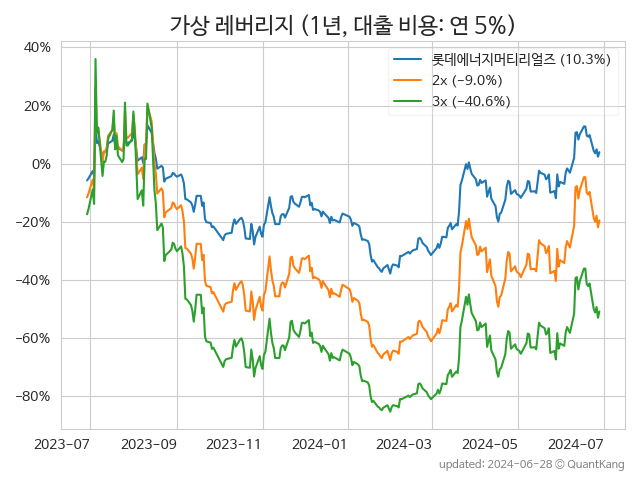 가상 레버리지 (1년, 대출 비용: 연 5%)
롯데에너지머티리얼즈 (10.3%)
2x (−9.0%)
3x (−40.6%)
40%
20%
0%
−20%
−40%
−60%
−80%
2023-07
2023-09
2023-11
2024-01
2024-03
2024-05
2024-07
updated: 2024-06-28 @ QuantKang